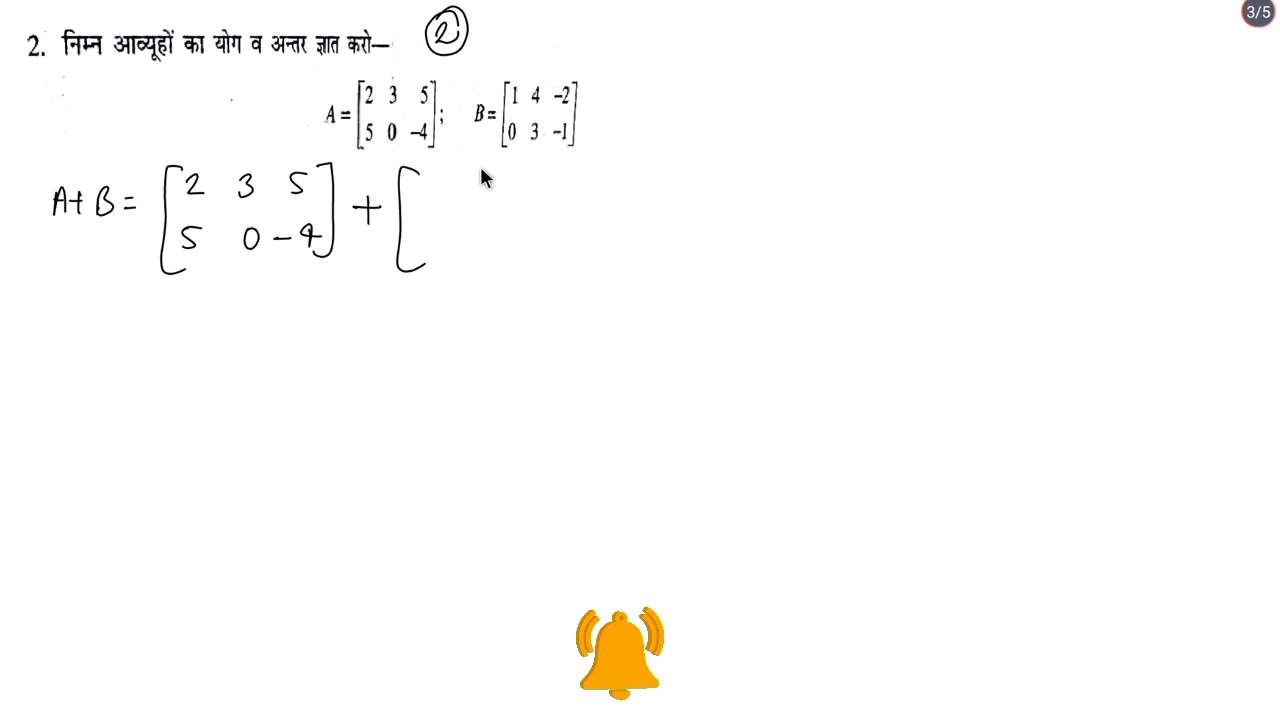 3/5
2. निम्न आव्यूहों का योग व अन्तर ज्ञात करो— 2
A = [2 3 5; B = [1 4 -2
5 0 -4] 0 3 -1]
A+B = [2 3 5] + [
5 0 -4